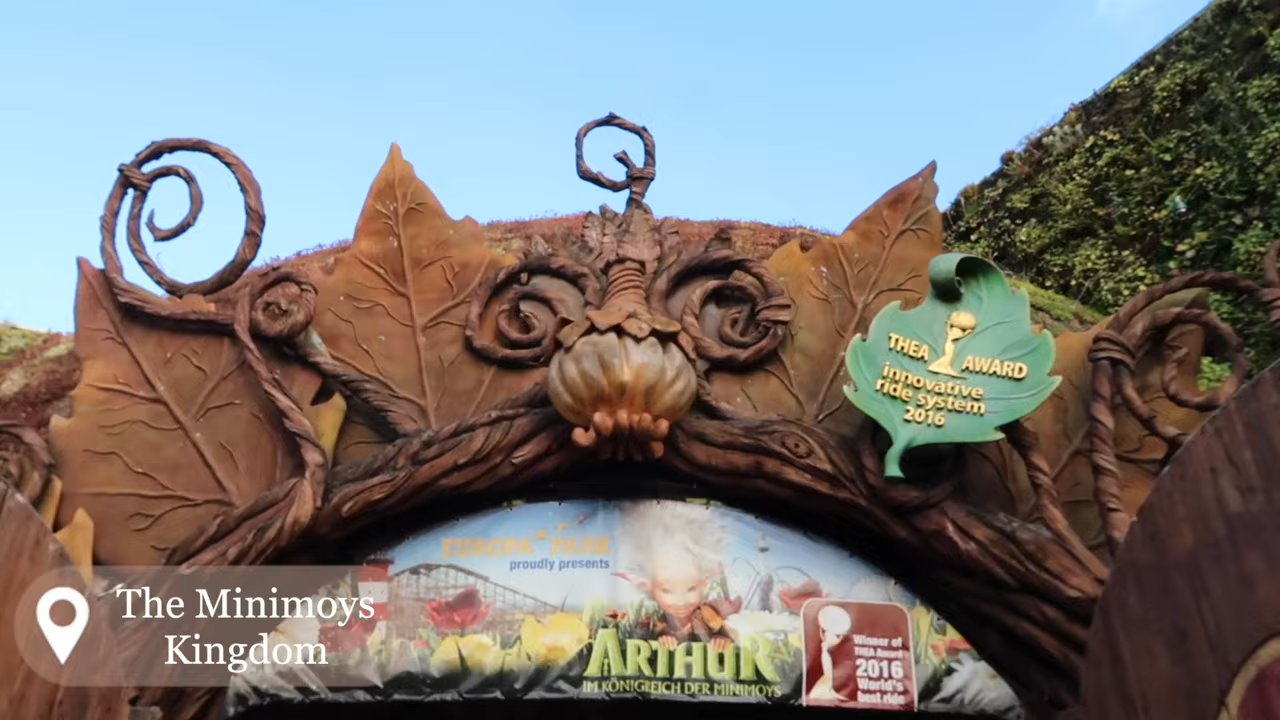 THEA AWARD
innovative
ride system
2016
EUROPA PARK
proudly presents
ARTHUR
IM KÖNIGREICH DER MINIMOYS
Winner of
THEA Award
2016
World's
best ride
The Minimoys
Kingdom